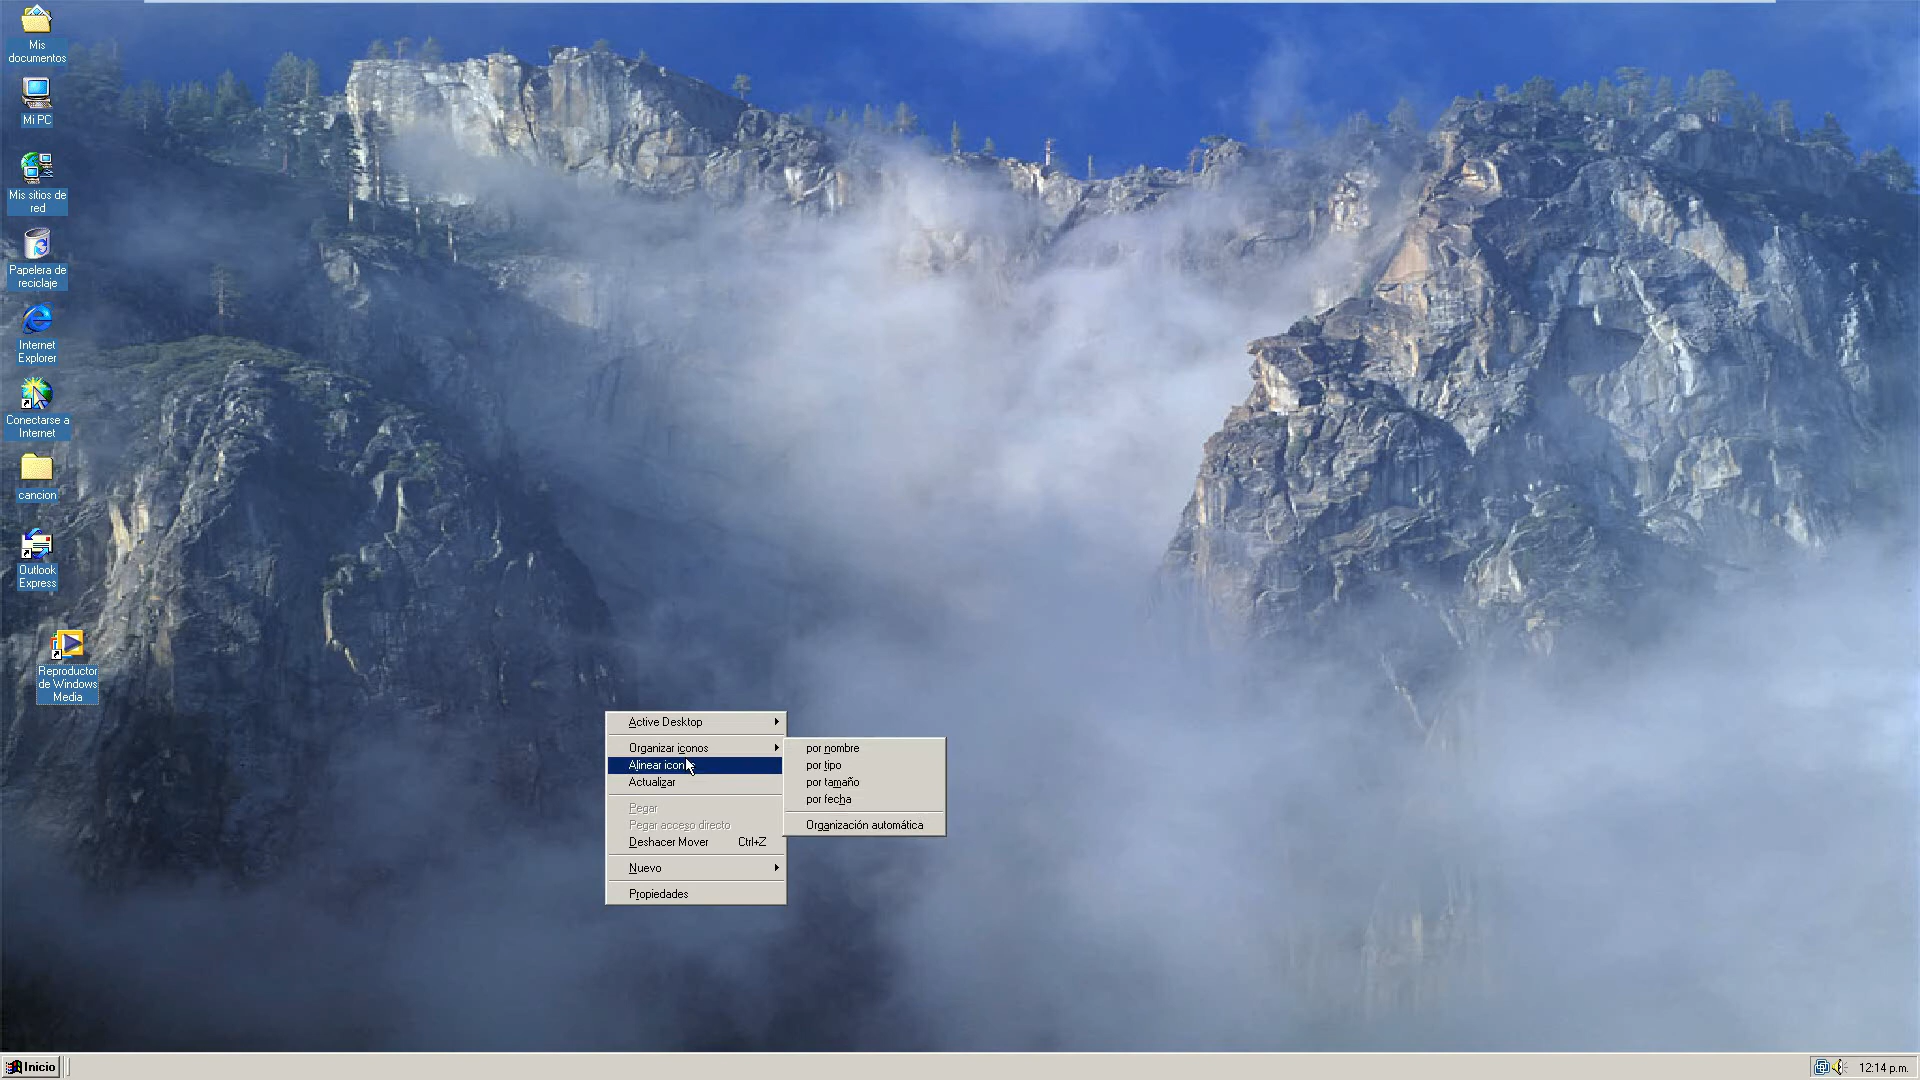 Mis
documentos
Mi PC
Mis sitios de
red
Papelera de
reciclaje
Internet
Explorer
Conectarse a
Internet
cancion
Outlook
Express
Reproductor
de Windows
Media
Active Desktop
Organizar iconos
Alinear
Actualizar
Pegar
Pegar acceso directo
Deshacer Mover Ctrl+Z
Nuevo
Propiedades
por nombre
por tipo
por tamaño
por fecha
Organización automática
Inicio
12:14 p.m.